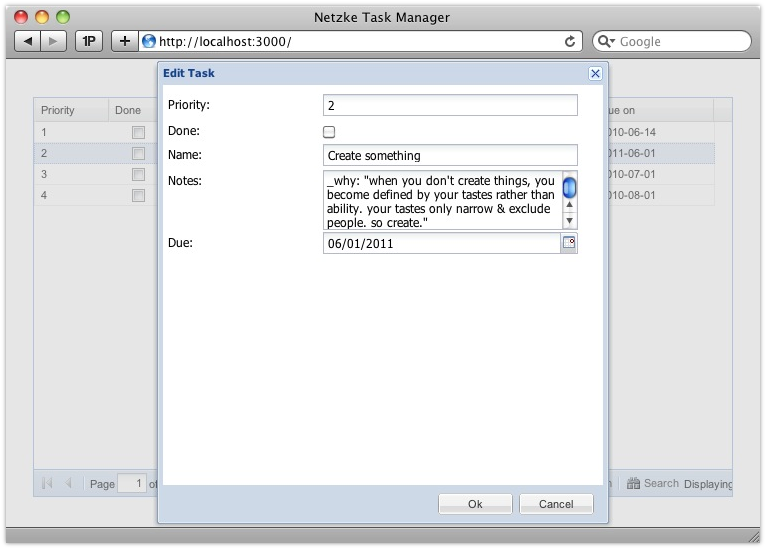 Netzke Task Manager
1P
http://localhost:3000/
Google
Edit Task
Priority
Done
1
2
3
4
Priority:
2
Done:
Name:
Create something
Notes:
_why: "when you don't create things, you
become defined by your tastes rather than
ability. your tastes only narrow & exclude
people. so create."
Due:
06/01/2011
ue on
010-06-14
011-06-01
010-07-01
010-08-01
Page
1
of
Search
Displaying
Ok
Cancel